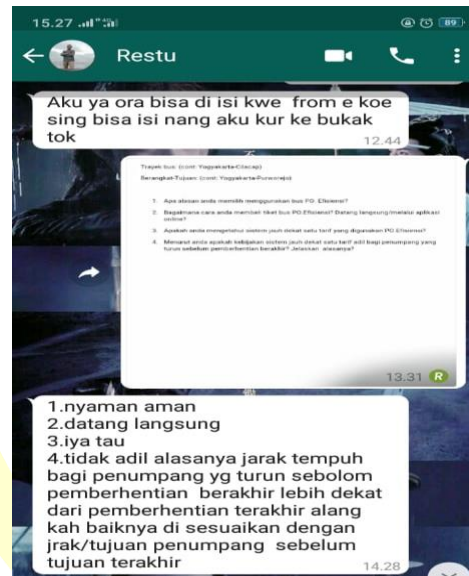 15.27
89
Restu
Aku ya ora bisa di isi kwe from e koe
sing bisa isi nang aku kur ke bukak
tok
12.44
Trayek bus: (cont: Yogyakarta-Cilacap)
Berangkat-Tujuan: (cont: Yogyakarta-Purworejo)
1. Apa alasan anda memilih menggunakan bus PO. Efisiensi?
2. Bagaimana cara anda membeli tiket bus PO.Efisiensi? Datang langsung/melalui aplikasi
online?
3. Apakah anda mengetahui sistem jauh dekat satu tarif yang digunakan PO.Efisiensi?
4. Menurut anda apakah kebijakan sistem jauh dekat satu tarif adil bagi penumpang yang
turun sebelum pemberhentian berakhir? Jelaskan alasanya?
13.31 R
1.nyaman aman
2.datang langsung
3.iya tau
4.tidak adil alasanya jarak tempuh
bagi penumpang yg turun sebolom
pemberhentian berakhir lebih dekat
dari pemberhentian terakhir alang
kah baiknya di sesuaikan dengan
jrak/tujuan penumpang sebelum
tujuan terakhir
14.28